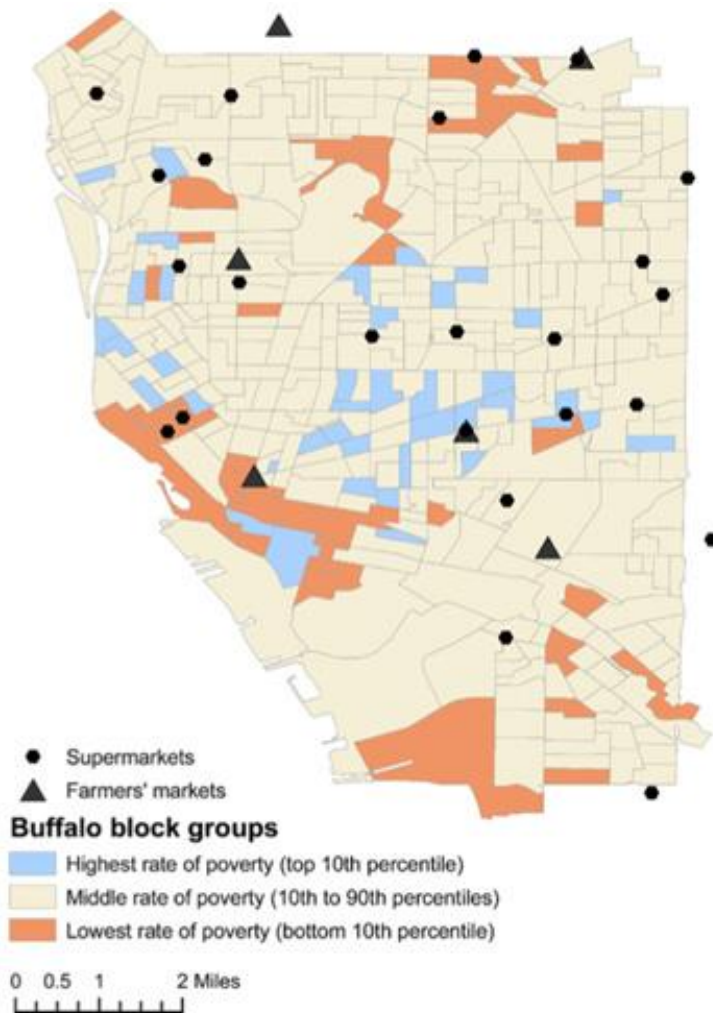 Supermarkets
Farmers' markets
Buffalo block groups
Highest rate of poverty (top 10th percentile)
Middle rate of poverty (10th to 90th percentiles)
Lowest rate of poverty (bottom 10th percentile)
0 0.5 1 2 Miles